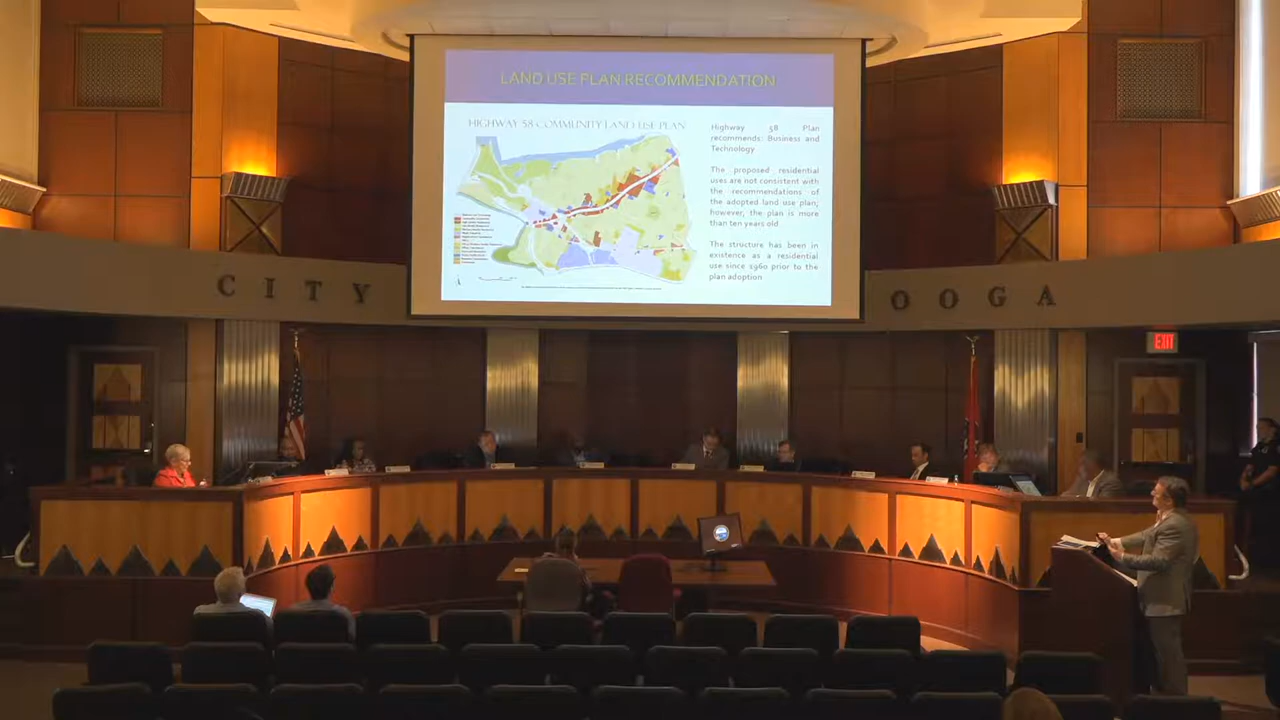 LAND USE PLAN RECOMMENDATION
HIGHWAY 58 COMMUNITY LAND USE PLAN
Highway 58 Plan
recommends: Business and
Technology
The proposed residential
uses are not consistent with
the recommendations of
the adopted land use plan;
however, the plan is more
than ten years old
The structure has been in
existence as a residential
use since 1960 prior to the
plan adoption
CITY
OOGA
EXIT